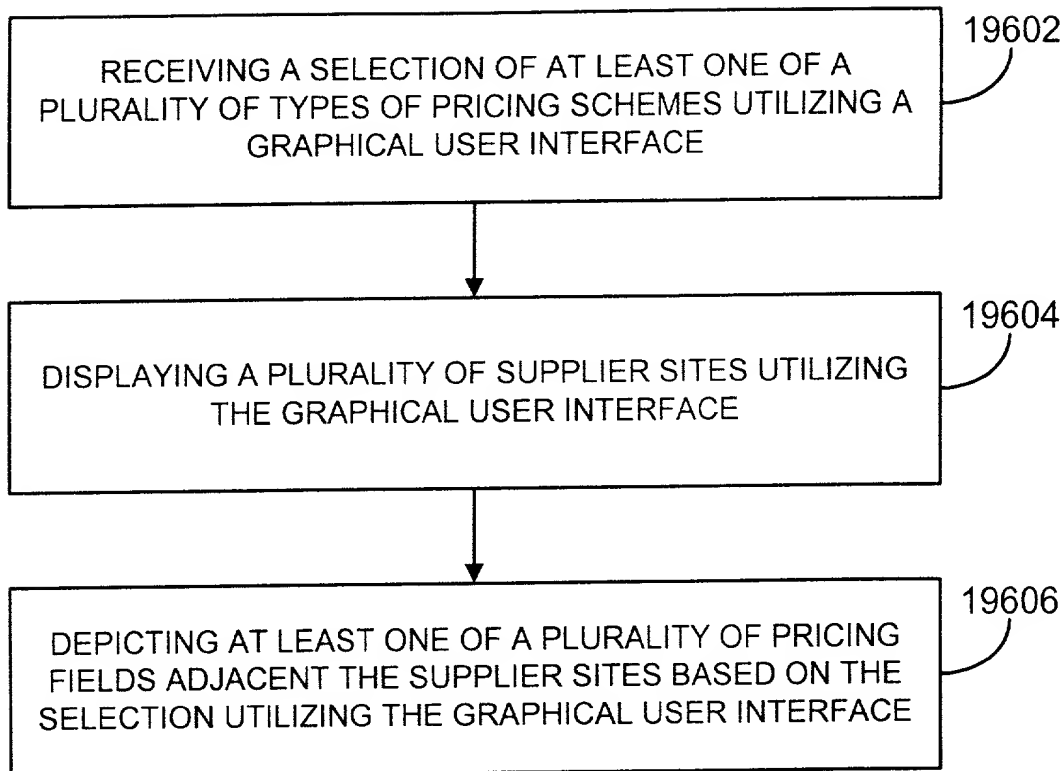 19602
RECEIVING A SELECTION OF AT LEAST ONE OF A
PLURALITY OF TYPES OF PRICING SCHEMES UTILIZING A
GRAPHICAL USER INTERFACE
19604
DISPLAYING A PLURALITY OF SUPPLIER SITES UTILIZING
THE GRAPHICAL USER INTERFACE
19606
DEPICTING AT LEAST ONE OF A PLURALITY OF PRICING
FIELDS ADJACENT THE SUPPLIER SITES BASED ON THE
SELECTION UTILIZING THE GRAPHICAL USER INTERFACE